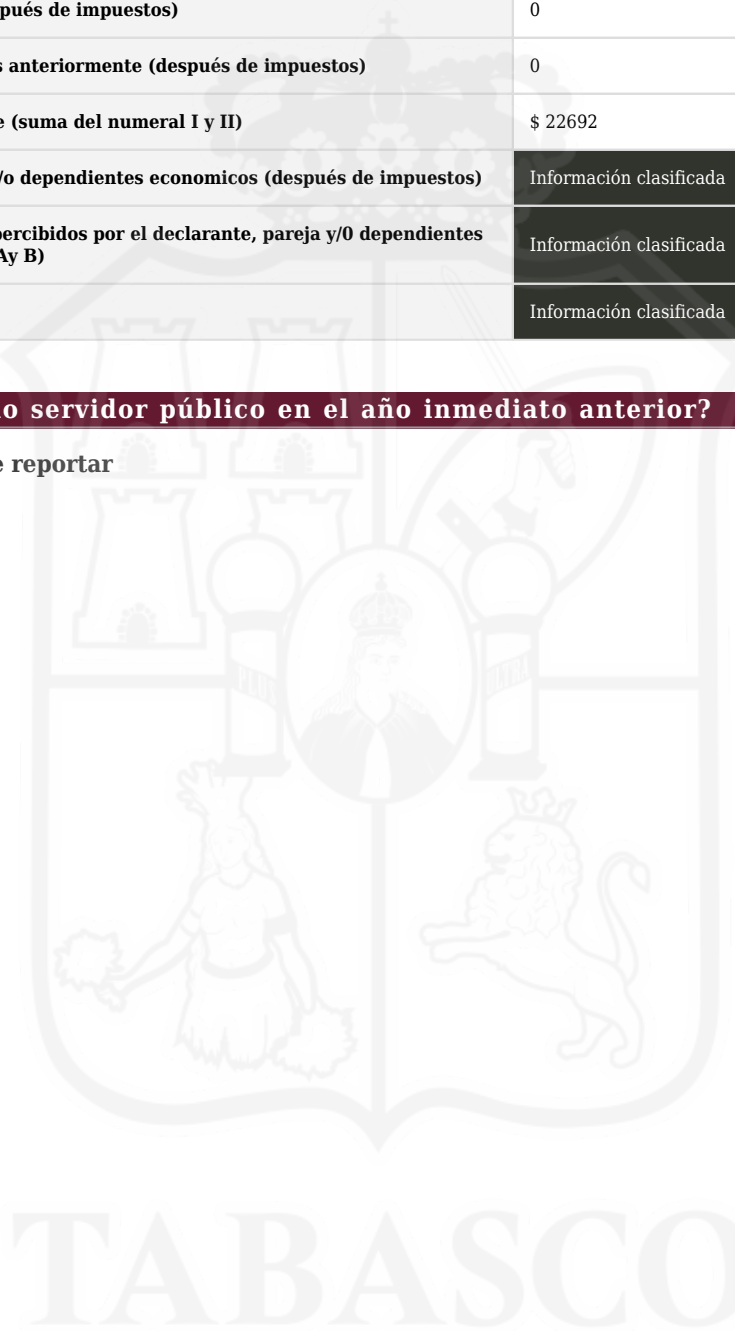 pués de impuestos) 0
s anteriormente (después de impuestos) 0
e (suma del numeral I y II) $ 22692
/o dependientes economicos (después de impuestos) Información clasificada
percibidos por el declarante, pareja y/0 dependientes
Ay B) Información clasificada
Información clasificada
o servidor público en el año inmediato anterior?
e reportar
PLUS ULTRA
TABASCO